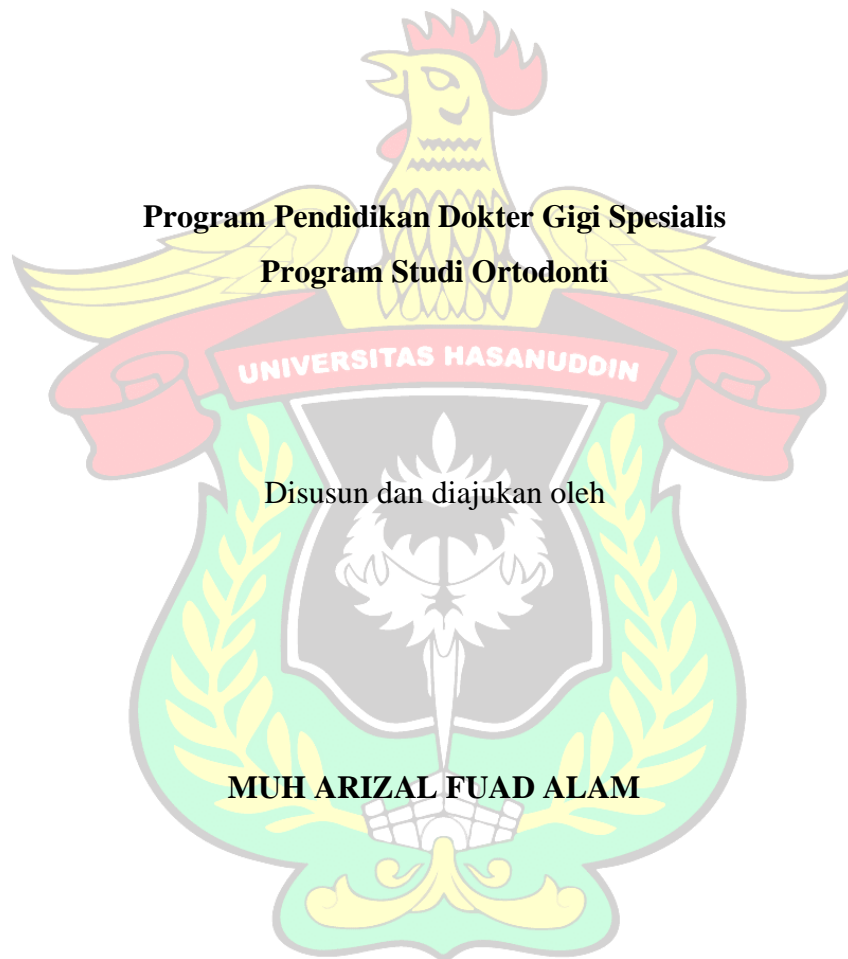 Program Pendidikan Dokter Gigi Spesialis
Program Studi Ortodonti
UNIVERSITAS HASANUDDIN
Disusun dan diajukan oleh
MUH ARIZAL FUAD ALAM